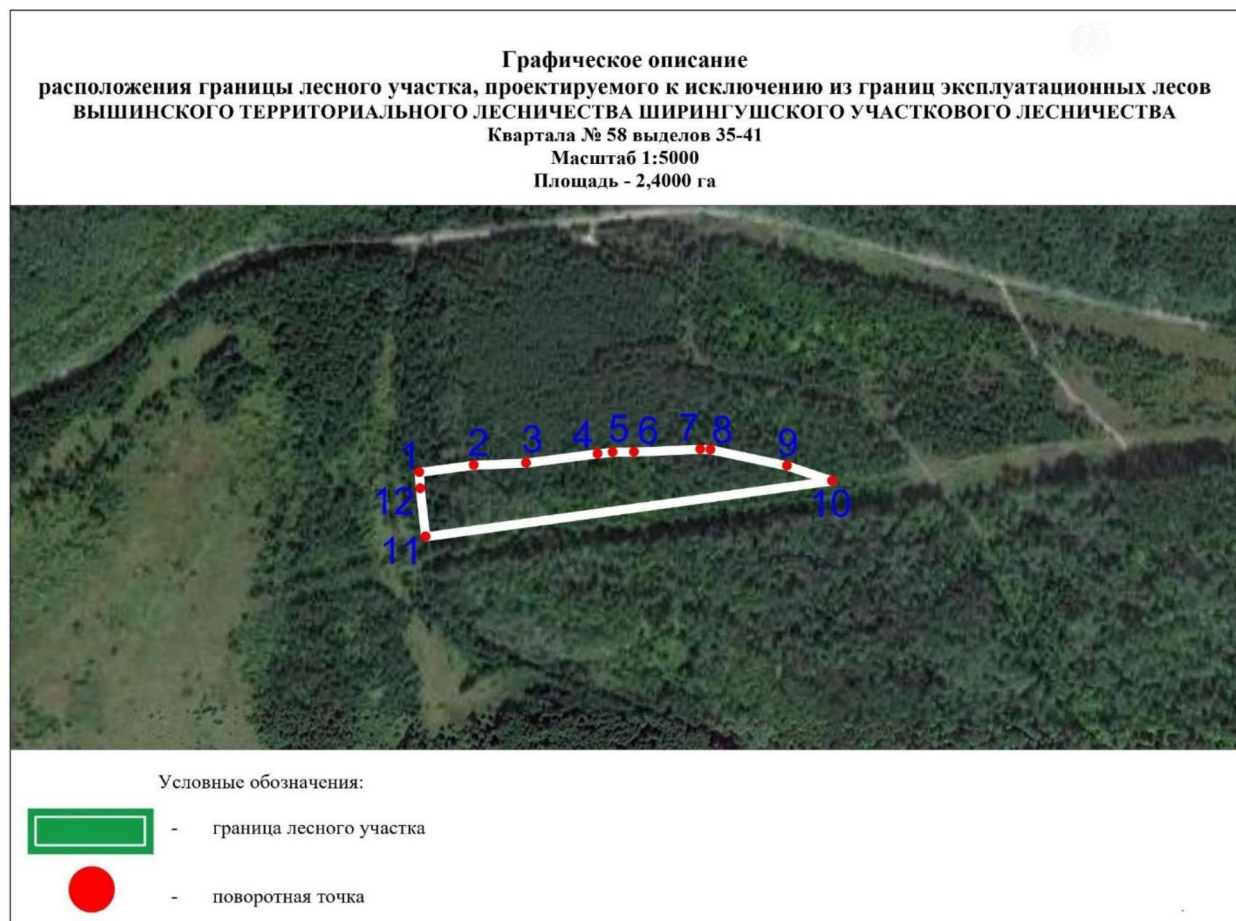 Графическое описание
расположения границы лесного участка, проектируемого к исключению из границ эксплуатационных лесов
ВЫШИНСКОГО ТЕРРИТОРИАЛЬНОГО ЛЕСНИЧЕСТВА ШИРИНГУШСКОГО УЧАСТКОВОГО ЛЕСНИЧЕСТВА
Квартала № 58 выделов 35-41
Масштаб 1:5000
Площадь - 2,4000 га
1 2 3 4 5 6 7 8 9
12 10
11
Условные обозначения:
- граница лесного участка
- поворотная точка